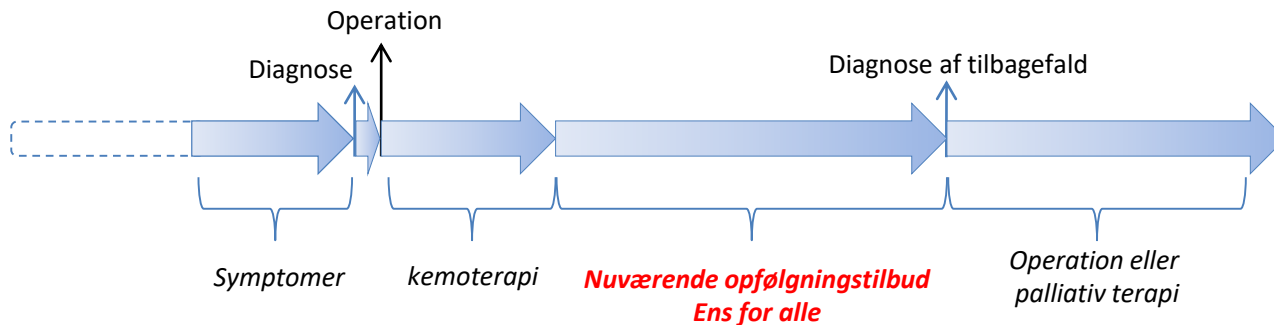 Operation
Diagnose
Diagnose af tilbagefald
Symptomer
kemoterapi
Nuværende opfølgningstilbud
Ens for alle
Operation eller
palliativ terapi